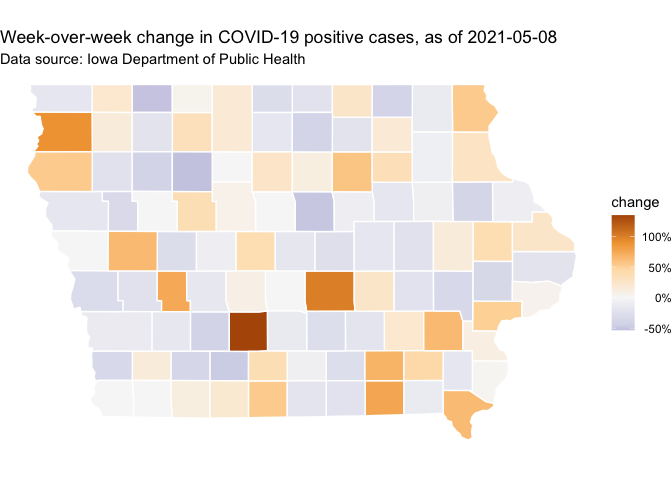 Week-over-week change in COVID-19 positive cases, as of 2021-05-08
Data source: Iowa Department of Public Health
change
100%
50%
0%
-50%